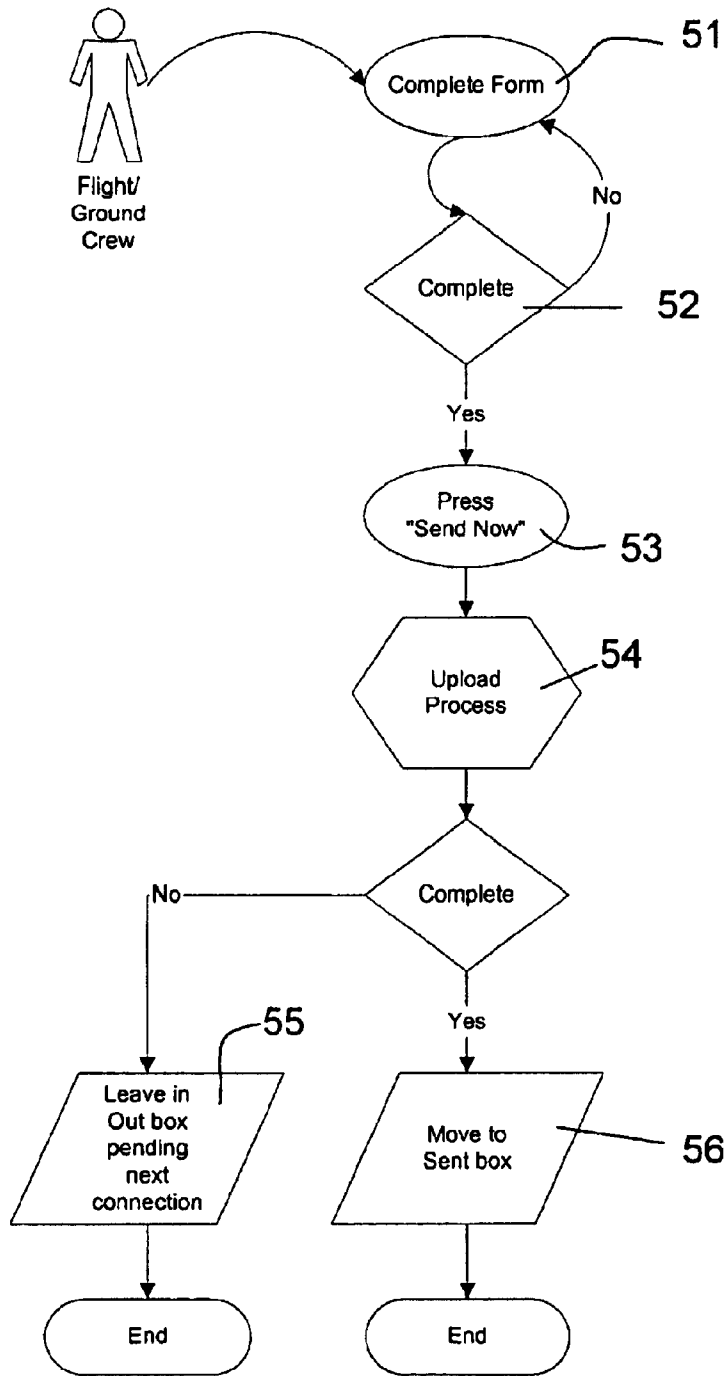 51
Complete Form
Flight/
Ground
Crew
No
Complete
52
Yes
Press
"Send Now"
53
54
Upload
Process
No
Complete
Yes
55
Leave in
Out box
pending
next
connection
Move to
Sent box
56
End
End